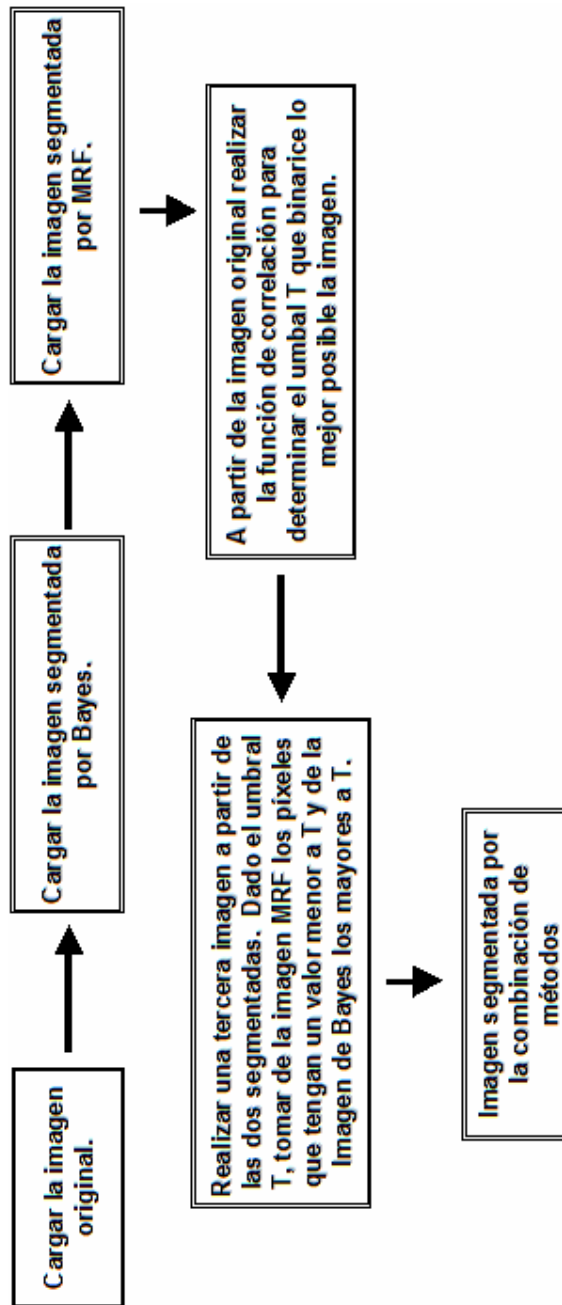 Cargar la imagen
original.
Cargar la imagen segmentada
por Bayes.
Cargar la imagen segmentada
por MRF.
A partir de la imagen original realizar
la función de correlación para
determinar el umbal T que binarice lo
mejor posible la imagen.
Realizar una tercera imagen a partir de
las dos segmentadas. Dado el umbral
T, tomar de la imagen MRF los píxeles
que tengan un valor menor a T y de la
Imagen de Bayes los mayores a T.
Imagen segmentada por
la combinación de
métodos